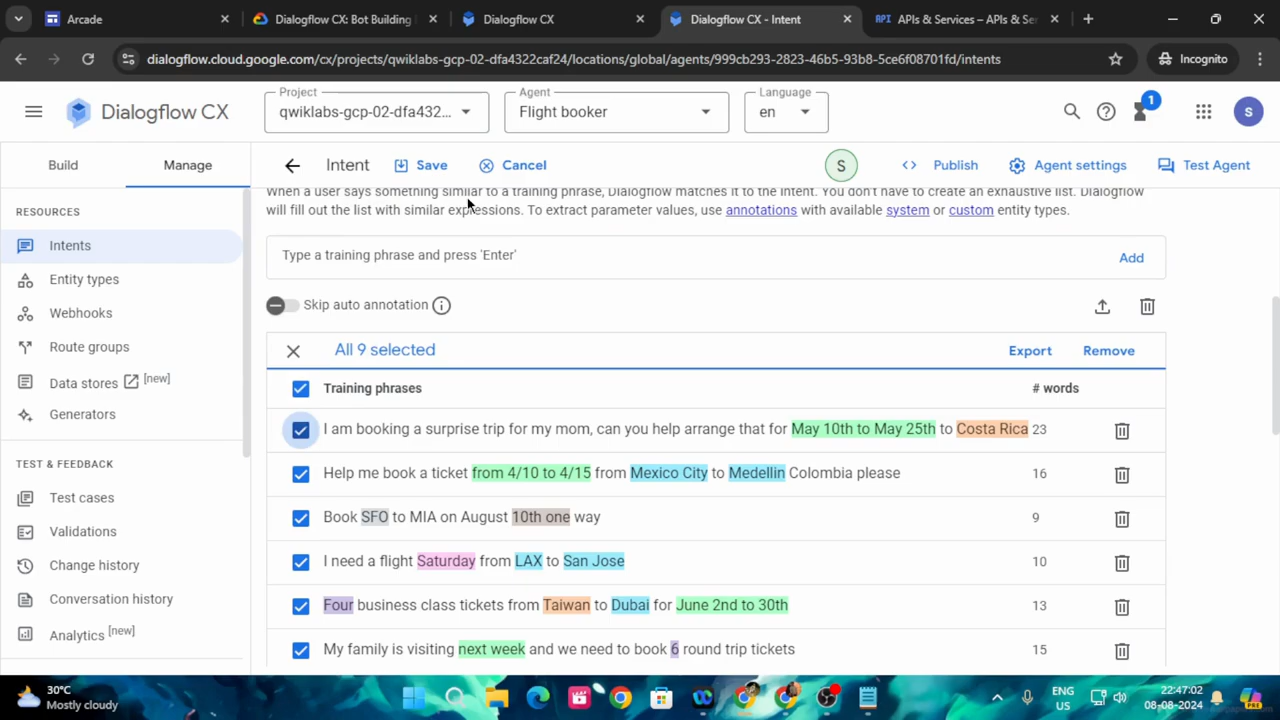 Arcade
Dialogflow CX: Bot Building
Dialogflow CX
Dialogflow CX - Intent
API APIs & Services – APIs & Ser
dialogflow.cloud.google.com/cx/projects/qwiklabs-gcp-02-dfa4322caf24/locations/global/agents/999cb293-2823-46b5-93b8-5ce6f08701fd/intents
Incognito
Dialogflow CX
Project
qwiklabs-gcp-02-dfa432...
Agent
Flight booker
Language
en
1
S
Build
Manage
Intent
Save
Cancel
S
Publish
Agent settings
Test Agent
When a user says something similar to a training phrase, Dialogflow matches it to the intent. You don't have to create an exhaustive list. Dialogflow
will fill out the list with similar expressions. To extract parameter values, use annotations with available system or custom entity types.
Type a training phrase and press 'Enter'
Add
Skip auto annotation
All 9 selected
Export
Remove
Training phrases
# words
I am booking a surprise trip for my mom, can you help arrange that for May 10th to May 25th to Costa Rica 23
Help me book a ticket from 4/10 to 4/15 from Mexico City to Medellin Colombia please 16
Book SFO to MIA on August 10th one way 9
I need a flight Saturday from LAX to San Jose 10
Four business class tickets from Taiwan to Dubai for June 2nd to 30th 13
My family is visiting next week and we need to book 6 round trip tickets 15
RESOURCES
Intents
Entity types
Webhooks
Route groups
Data stores [new]
Generators
TEST & FEEDBACK
Test cases
Validations
Change history
Conversation history
Analytics [new]
30°C
Mostly cloudy
ENG
US
22:47:02
08-08-2024
PRE